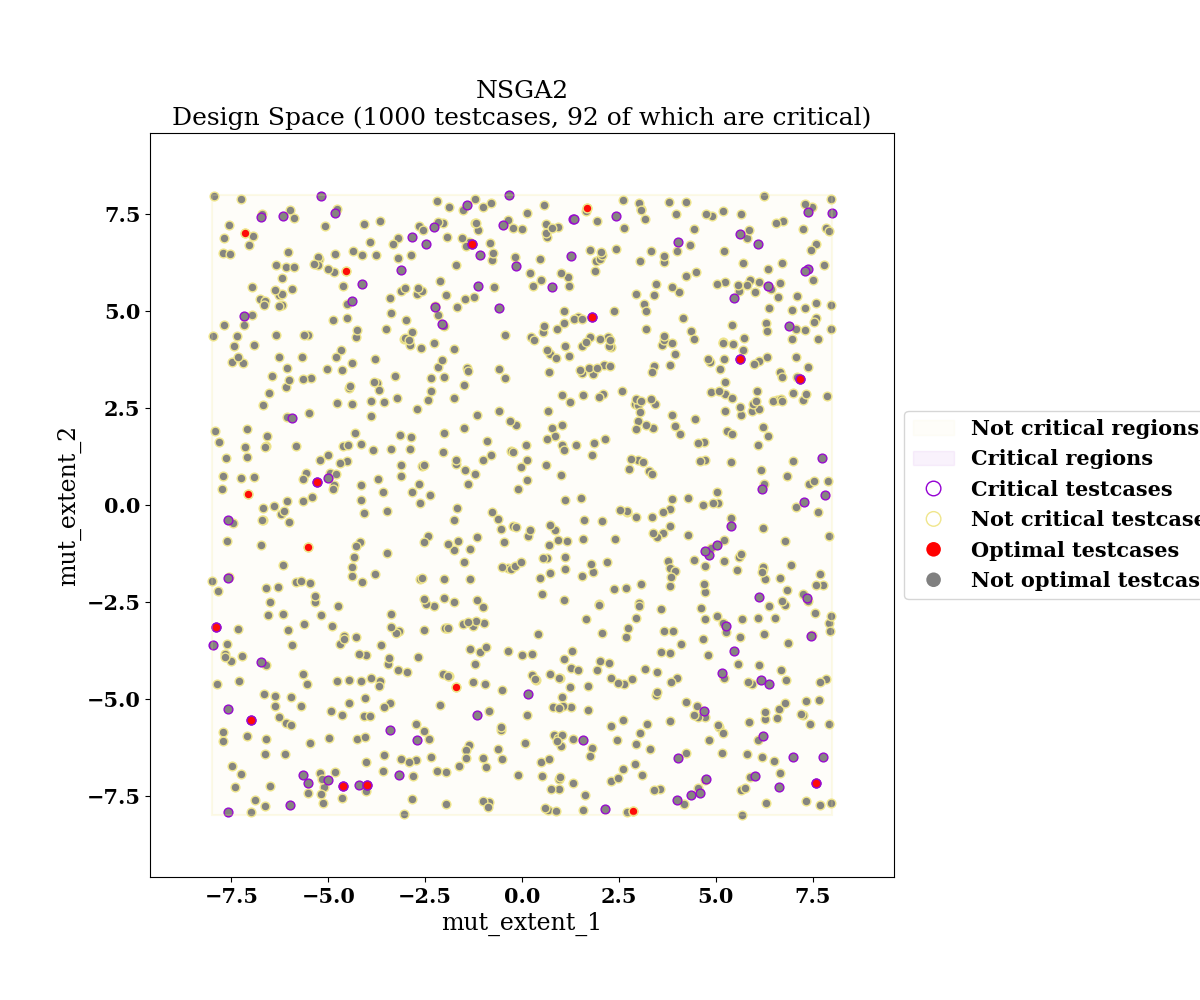 NSGA2
Design Space (1000 testcases, 92 of which are critical)
7.5
5.0
2.5
0.0
−2.5
−5.0
−7.5
mut_extent_2
−7.5
−5.0
−2.5
0.0
2.5
5.0
7.5
mut_extent_1
Not critical regions
Critical regions
Critical testcases
Not critical testcase
Optimal testcases
Not optimal testcas